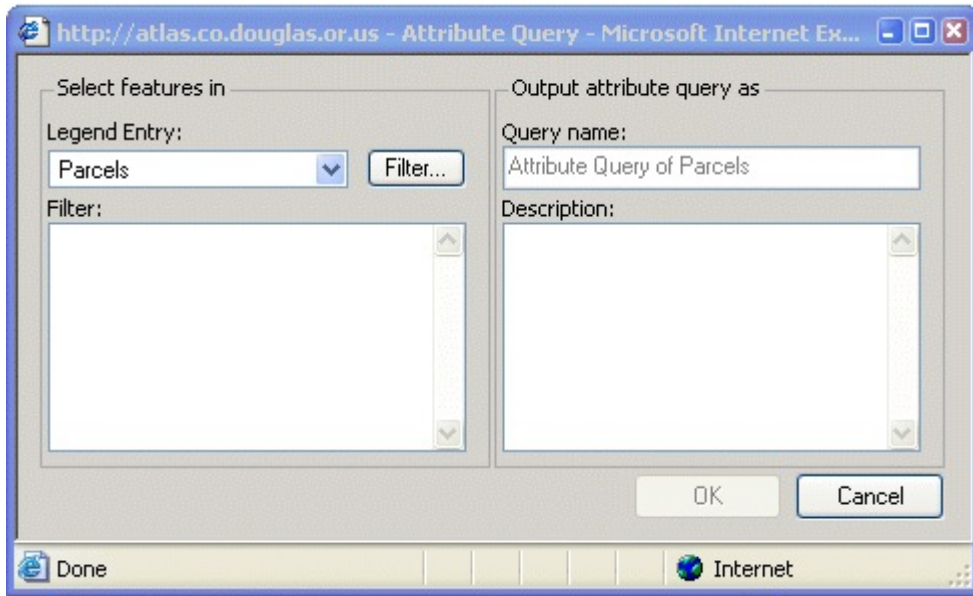 http://atlas.co.douglas.or.us - Attribute Query - Microsoft Internet Ex...
Select features in
Legend Entry:
Parcels
Filter...
Filter:
Output attribute query as
Query name:
Attribute Query of Parcels
Description:
OK
Cancel
Done
Internet